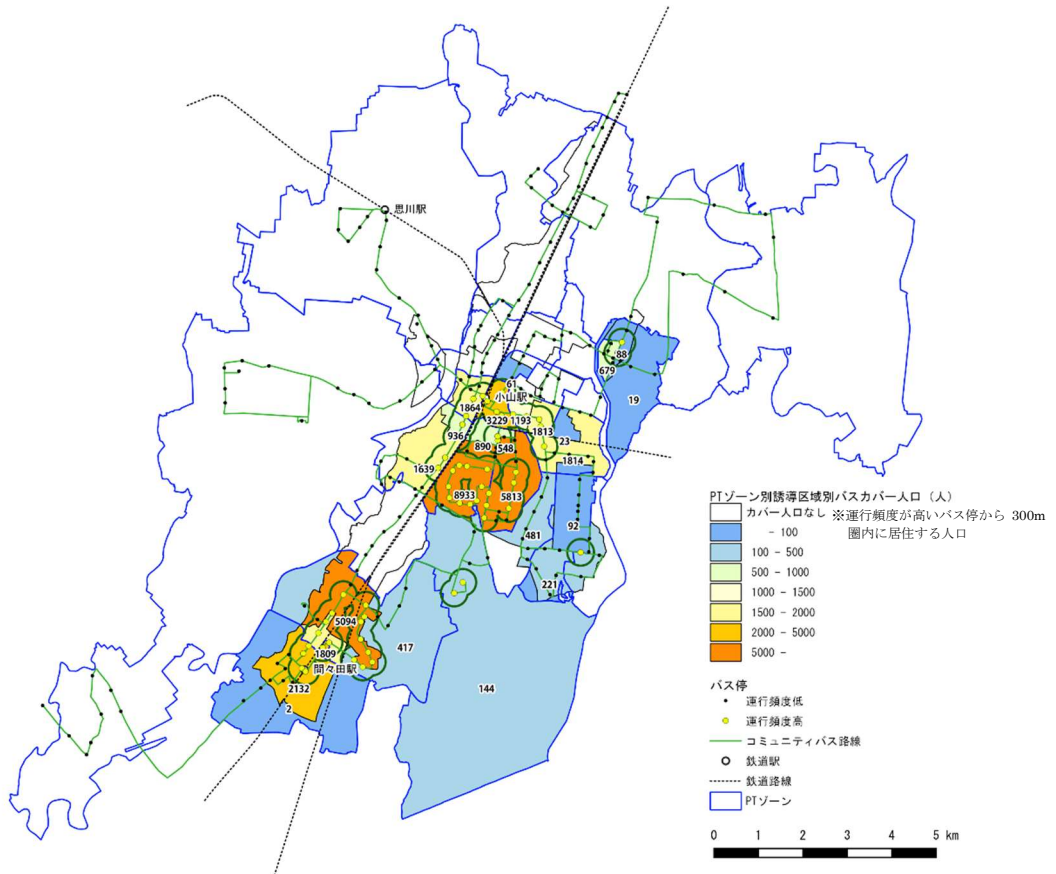 思川駅
88
679
19
61
小山駅
1864
3229
1193
1813
936
890
548
23
1639
1814
8933
5813
92
481
221
5094
417
1809
間々田駅
144
2132
2
PTゾーン別誘導区域別バスカバー人口（人）
カバー人口なし ※運行頻度が高いバス停から 300m
圏内に居住する人口
- 100
100 - 500
500 - 1000
1000 - 1500
1500 - 2000
2000 - 5000
5000 -
バス停
運行頻度低
運行頻度高
コミュニティバス路線
鉄道駅
鉄道路線
PTゾーン
0 1 2 3 4 5 km